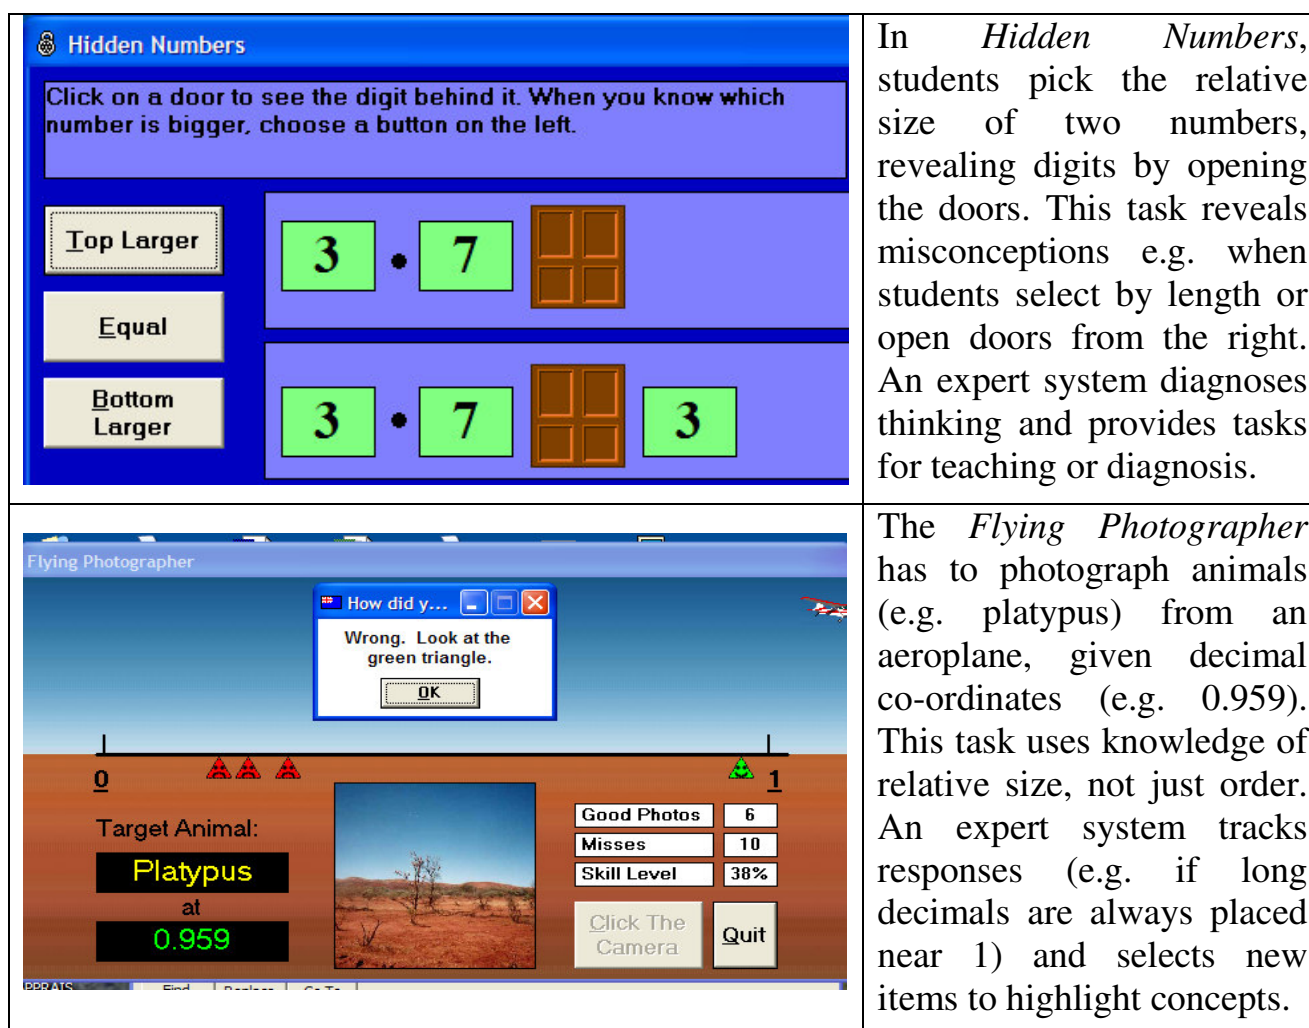 Hidden Numbers
Click on a door to see the digit behind it. When you know which
number is bigger, choose a button on the left.
Top Larger
Equal
Bottom
Larger
3 • 7
3 • 7 3
In Hidden Numbers,
students pick the relative
size of two numbers,
revealing digits by opening
the doors. This task reveals
misconceptions e.g. when
students select by length or
open doors from the right.
An expert system diagnoses
thinking and provides tasks
for teaching or diagnosis.
Flying Photographer
How did y...
Wrong. Look at the
green triangle.
OK
0 1
Target Animal:
Platypus
at
0.959
Good Photos 6
Misses 10
Skill Level 38%
Click The
Camera
Quit
The Flying Photographer
has to photograph animals
(e.g. platypus) from an
aeroplane, given decimal
co-ordinates (e.g. 0.959).
This task uses knowledge of
relative size, not just order.
An expert system tracks
responses (e.g. if long
decimals are always placed
near 1) and selects new
items to highlight concepts.